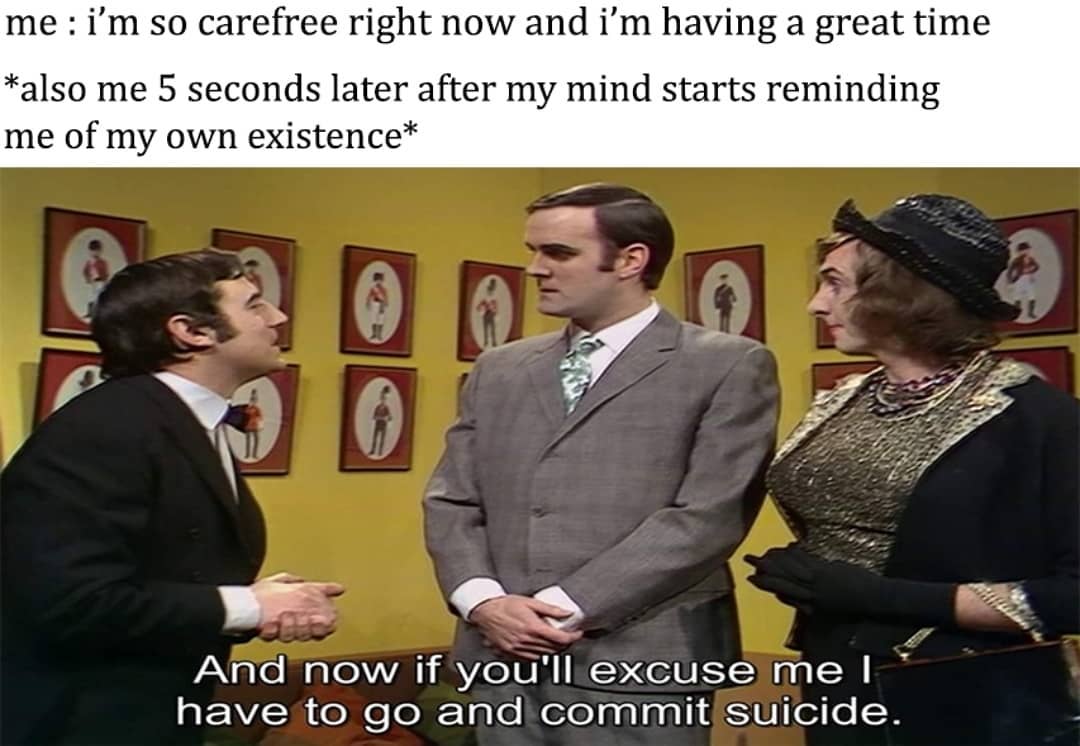 me : i’m so carefree right now and i’m having a great time
*also me 5 seconds later after my mind starts reminding
me of my own existence*
And now if you'll excuse me I
have to go and commit suicide.